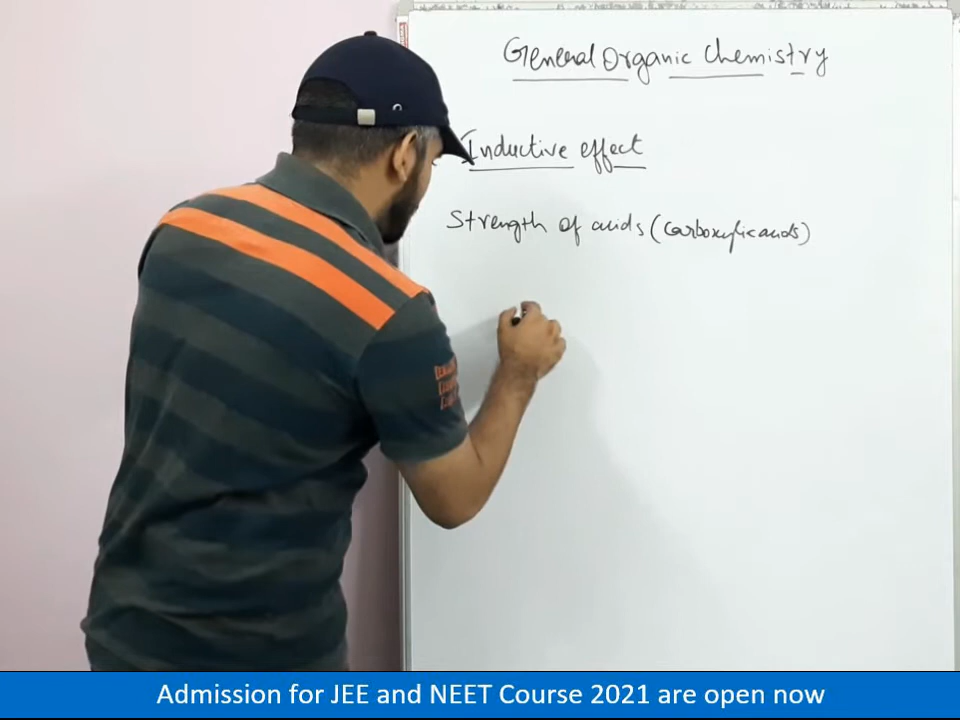 General Organic Chemistry
Inductive effect
Strength of acids (Carboxylic acids)
Admission for JEE and NEET Course 2021 are open now